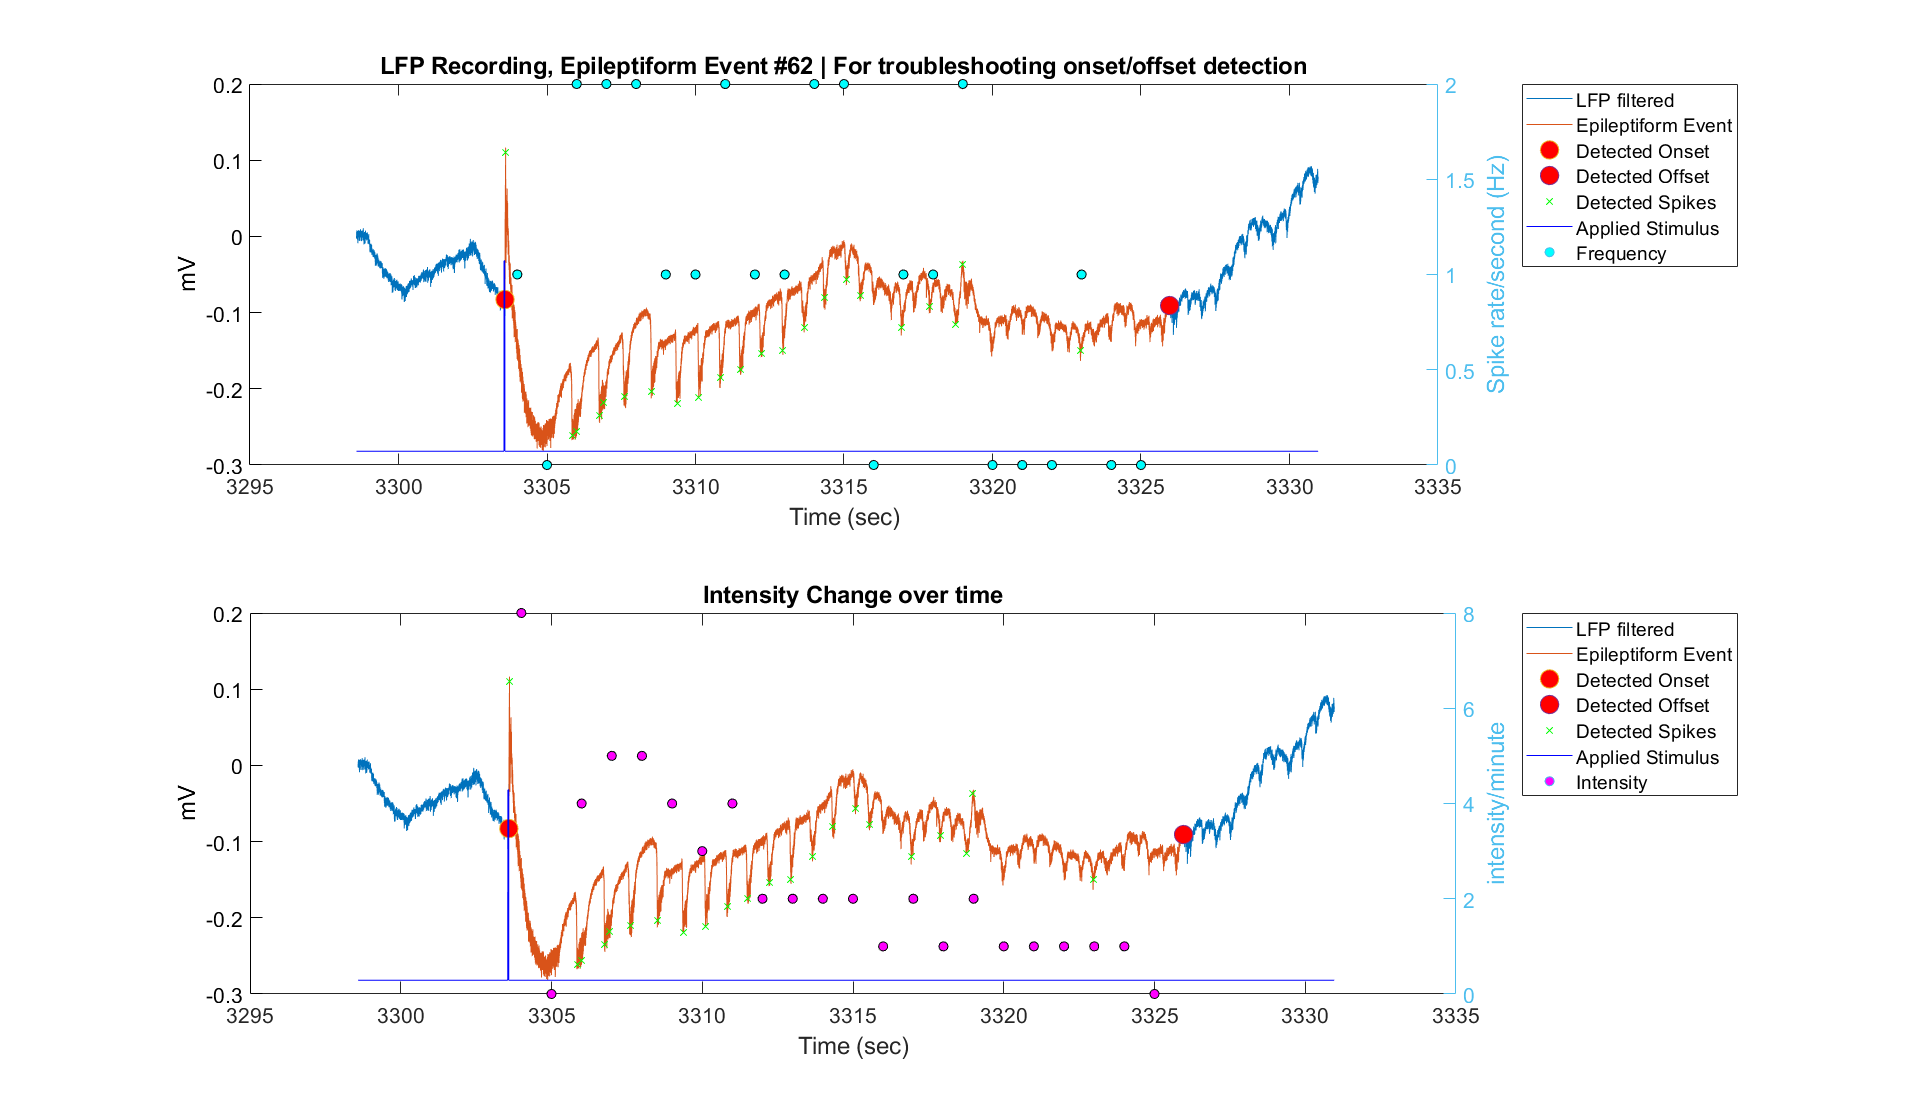 LFP Recording, Epileptiform Event #62 | For troubleshooting onset/offset detection
0.2
0.1
0
-0.1
-0.2
-0.3
mV
2
1.5
1
0.5
0
Spike rate/second (Hz)
3295 3300 3305 3310 3315 3320 3325 3330 3335
Time (sec)
LFP filtered
Epileptiform Event
Detected Onset
Detected Offset
Detected Spikes
Applied Stimulus
Frequency
Intensity Change over time
0.2
0.1
0
-0.1
-0.2
-0.3
mV
8
6
4
2
0
intensity/minute
3295 3300 3305 3310 3315 3320 3325 3330 3335
Time (sec)
LFP filtered
Epileptiform Event
Detected Onset
Detected Offset
Detected Spikes
Applied Stimulus
Intensity